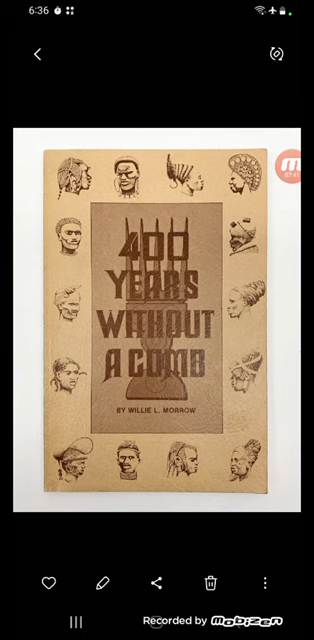 6:36
400
YEARS
WITHOUT
A COMB
BY WILLIE L. MORROW
Recorded by mobizen